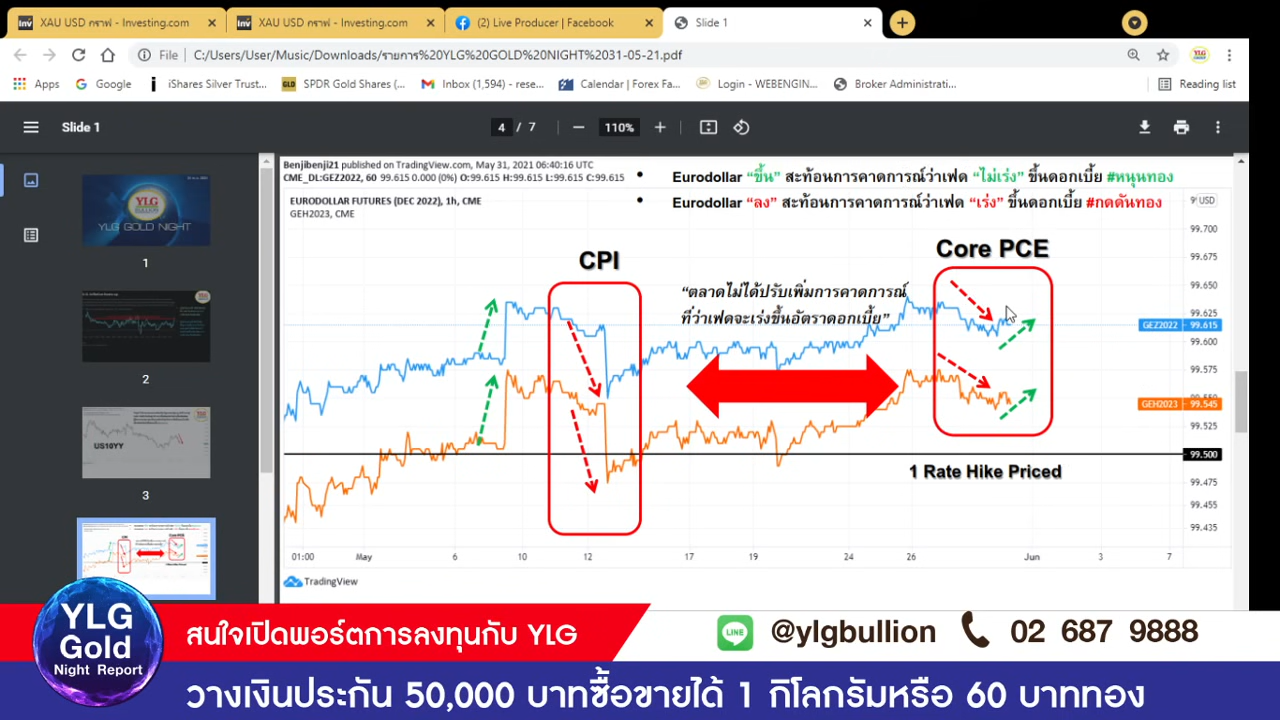 XAU USD กราฟ - Investing.com
XAU USD กราฟ - Investing.com
(2) Live Producer | Facebook
Slide 1
File
C:/Users/User/Music/Downloads/รายการ%20YLG%20GOLD%20NIGHT%2031-05-21.pdf
Apps
Google
iShares Silver Trust...
SPDR Gold Shares (...
Inbox (1,594) - rese...
Calendar | Forex Fa...
Login - WEBENGIN...
Broker Administrati...
Reading list
Slide 1
4 / 7
110%
YLG
BULLION
YLG GOLD NIGHT
1
2
US10YY
3
Benjibenji21 published on TradingView.com, May 31, 2021 06:40:16 UTC
CME_DL:GEZ2022, 60 99.615 0.000 (0%) O:99.615 H:99.615 L:99.615 C:99.615
• Eurodollar “ขึ้น” สะท้อนการคาดการณ์ว่าเฟด “ไม่เร่ง” ขึ้นดอกเบี้ย #หนุนทอง
• Eurodollar “ลง” สะท้อนการคาดการณ์ว่าเฟด “เร่ง” ขึ้นดอกเบี้ย #กดดันทอง
EURODOLLAR FUTURES (DEC 2022), 1h, CME
GEH2023, CME
USD
CPI
Core PCE
“ตลาดไม่ได้ปรับเพิ่มการคาดการณ์
ที่ว่าเฟดจะเร่งขึ้นอัตราดอกเบี้ย”
1 Rate Hike Priced
99.700
99.675
99.650
99.625
GEZ2022 99.615
99.600
99.575
GEH2023 99.545
99.525
99.500
99.475
99.455
99.435
01:00 May 6 10 12 17 19 24 26 Jun 3 7
TradingView
YLG
Gold
Night Report
สนใจเปิดพอร์ตการลงทุนกับ YLG
LINE
@ylgbullion
02 687 9888
วางเงินประกัน 50,000 บาทซื้อขายได้ 1 กิโลกรัมหรือ 60 บาททอง